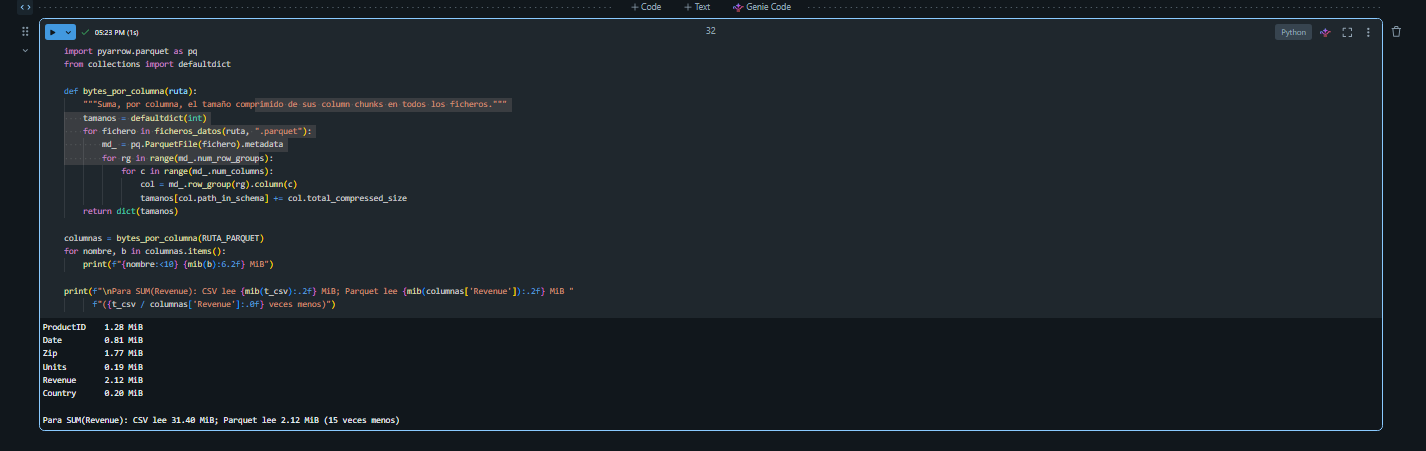 + Code + Text Genie Code
05:23 PM (1s) 32 Python
import pyarrow.parquet as pq
from collections import defaultdict
def bytes_por_columna(ruta):
"""Suma, por columna, el tamaño comprimido de sus column chunks en todos los ficheros."""
tamanos = defaultdict(int)
for fichero in ficheros_datos(ruta, ".parquet"):
md_ = pq.ParquetFile(fichero).metadata
for rg in range(md_.num_row_groups):
for c in range(md_.num_columns):
col = md_.row_group(rg).column(c)
tamanos[col.path_in_schema] += col.total_compressed_size
return dict(tamanos)
columnas = bytes_por_columna(RUTA_PARQUET)
for nombre, b in columnas.items():
print(f"{nombre:<10} {mib(b):6.2f} MiB")
print(f"\nPara SUM(Revenue): CSV lee {mib(t_csv):.2f} MiB; Parquet lee {mib(columnas['Revenue']):.2f} MiB "
f"({t_csv / columnas['Revenue']:.0f} veces menos)")
ProductID 1.28 MiB
Date 0.81 MiB
Zip 1.77 MiB
Units 0.19 MiB
Revenue 2.12 MiB
Country 0.20 MiB
Para SUM(Revenue): CSV lee 31.40 MiB; Parquet lee 2.12 MiB (15 veces menos)